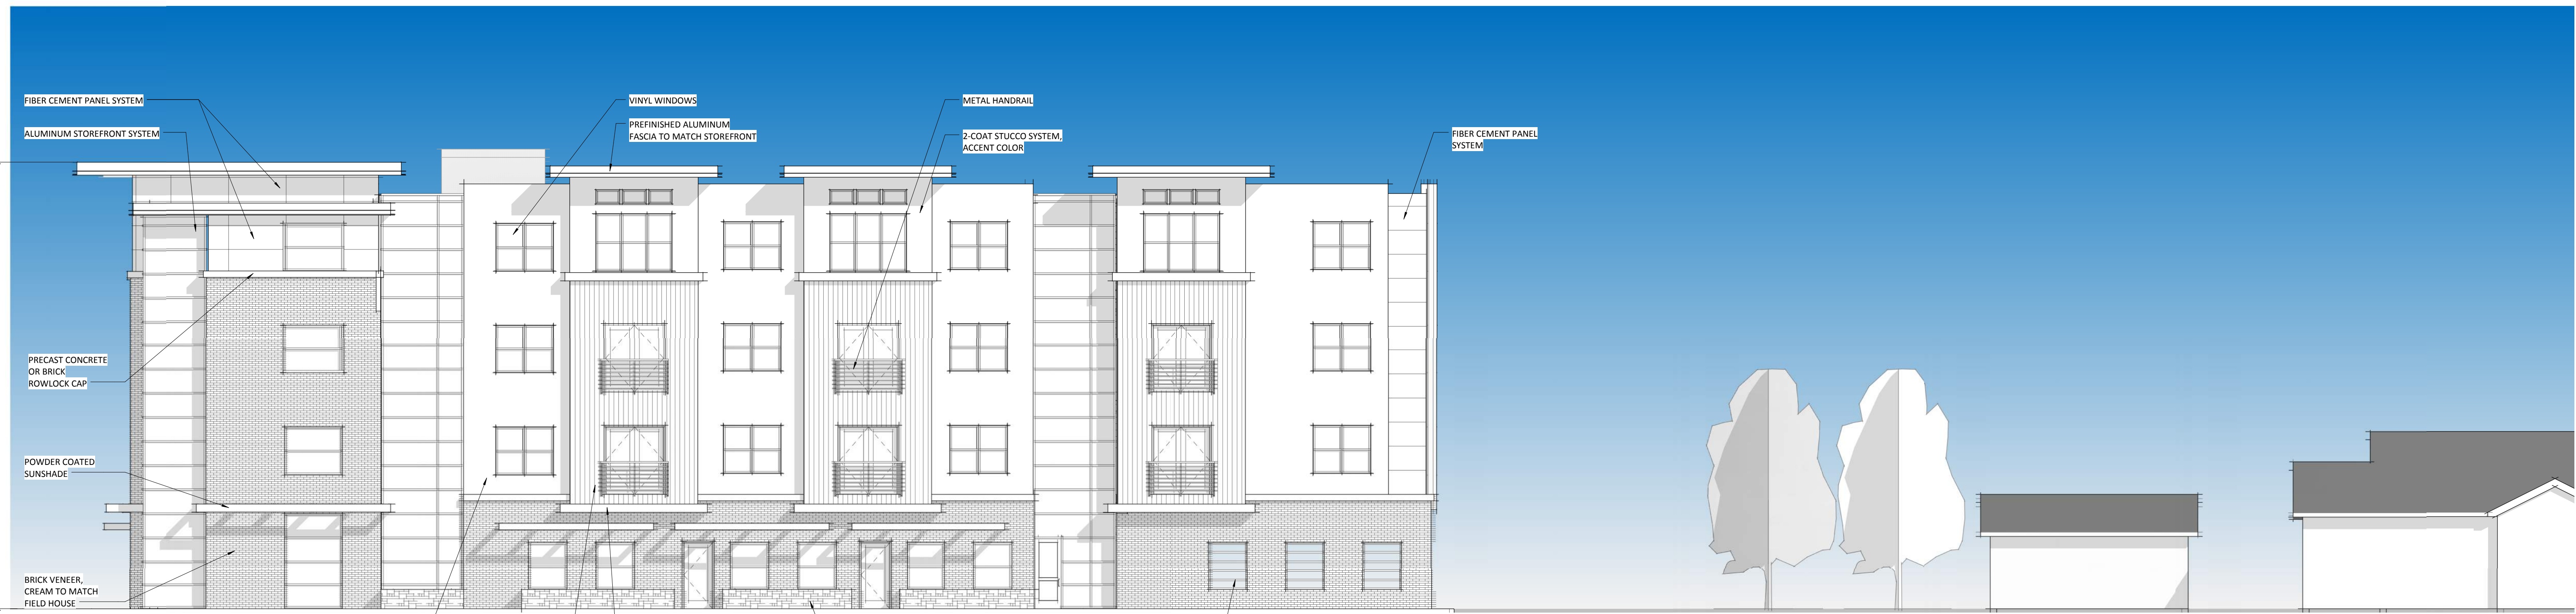 FIBER CEMENT PANEL SYSTEM
ALUMINUM STOREFRONT SYSTEM
VINYL WINDOWS
PREFINISHED ALUMINUM
FASCIA TO MATCH STOREFRONT
METAL HANDRAIL
2-COAT STUCCO SYSTEM,
ACCENT COLOR
FIBER CEMENT PANEL
SYSTEM
PRECAST CONCRETE
OR BRICK
ROWLOCK CAP
POWDER COATED
SUNSHADE
BRICK VENEER,
CREAM TO MATCH
FIELD HOUSE